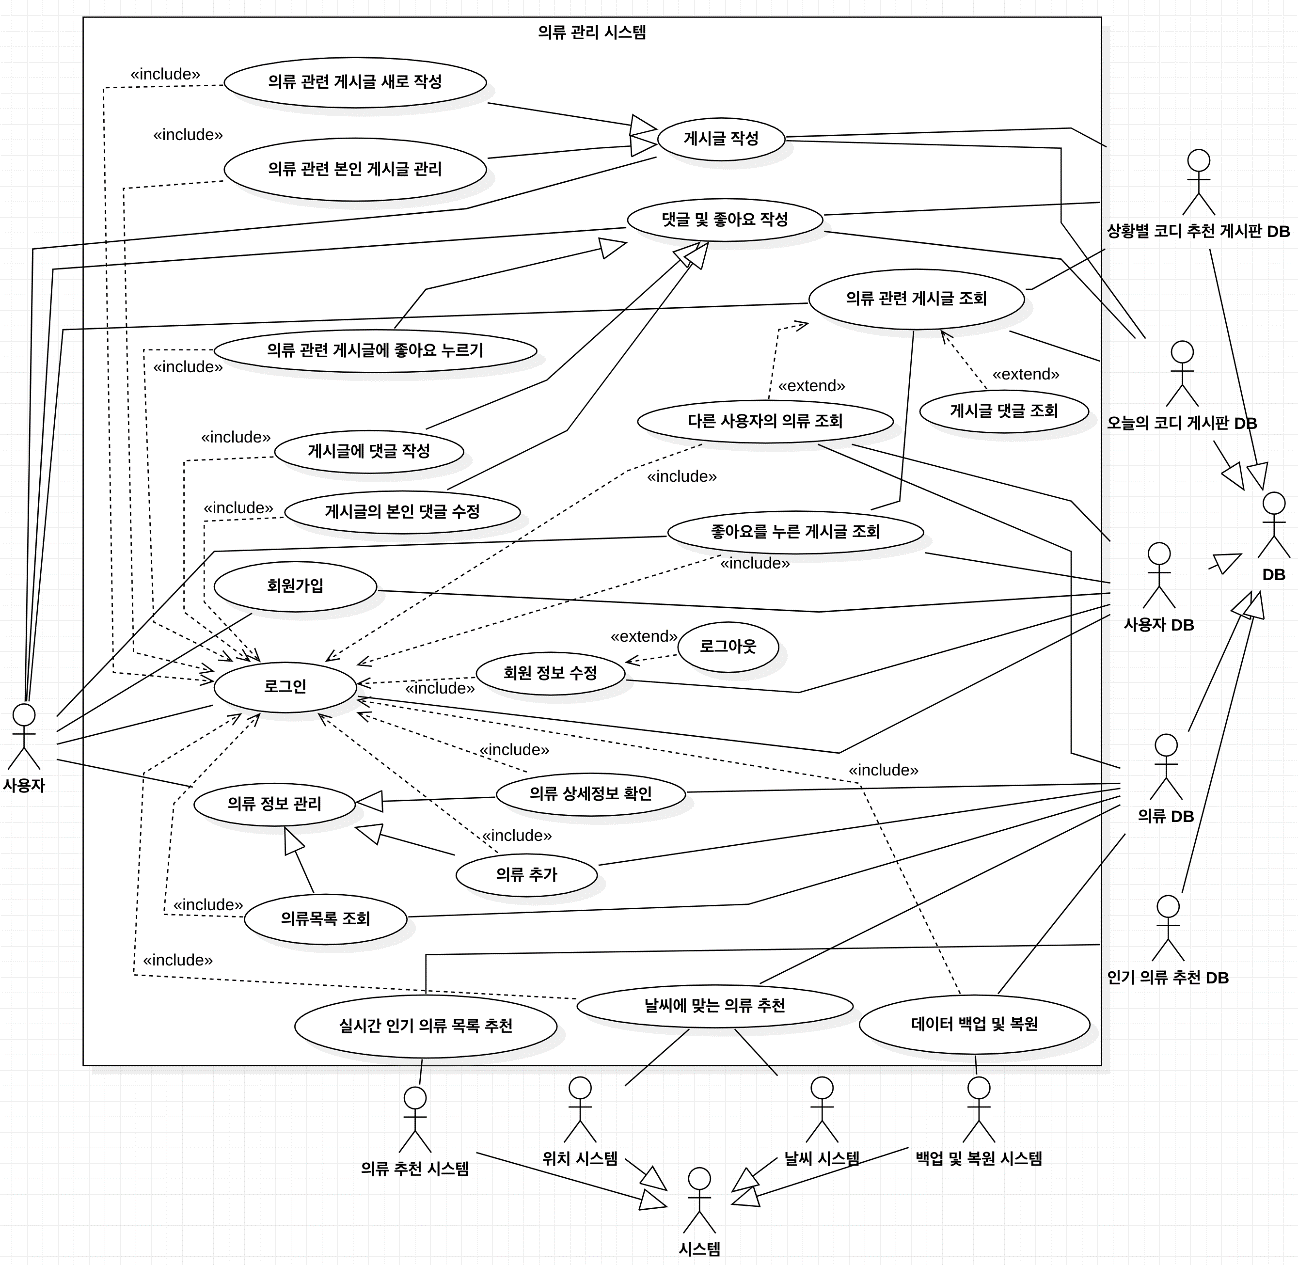 의류 관리 시스템
«include»
의류 관련 게시글 새로 작성
«include»
게시글 작성
의류 관련 본인 게시글 관리
댓글 및 좋아요 작성
상황별 코디 추천 게시판 DB
의류 관련 게시글 조회
의류 관련 게시글에 좋아요 누르기
«include»
«extend»
«extend»
게시글 댓글 조회
다른 사용자의 의류 조회
오늘의 코디 게시판 DB
«include»
게시글에 댓글 작성
«include»
«include»
게시글의 본인 댓글 수정
좋아요를 누른 게시글 조회
«include»
DB
회원가입
사용자 DB
«extend»
로그아웃
회원 정보 수정
로그인
«include»
«include»
«include»
사용자
의류 정보 관리
의류 상세정보 확인
의류 DB
«include»
의류 추가
«include»
의류목록 조회
«include»
인기 의류 추천 DB
날씨에 맞는 의류 추천
실시간 인기 의류 목록 추천
데이터 백업 및 복원
의류 추천 시스템
위치 시스템
날씨 시스템
백업 및 복원 시스템
시스템